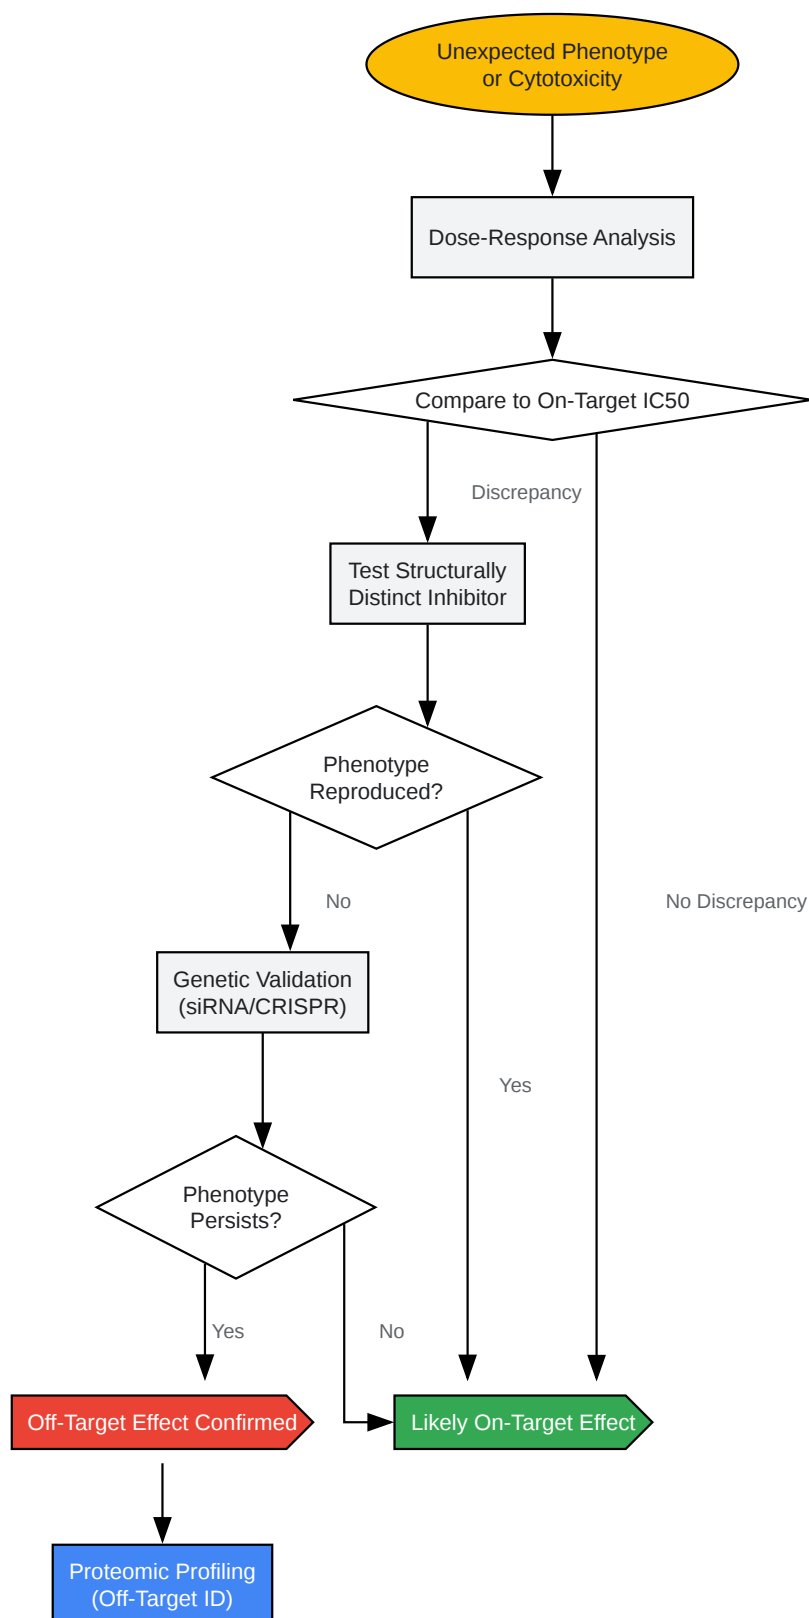 Unexpected Phenotype
or Cytotoxicity
Dose-Response Analysis
Compare to On-Target IC50
Discrepancy
Test Structurally
Distinct Inhibitor
Phenotype
Reproduced?
No
No Discrepancy
Genetic Validation
(siRNA/CRISPR)
Yes
Phenotype
Persists?
Yes
No
Off-Target Effect Confirmed
Likely On-Target Effect
Proteomic Profiling
(Off-Target ID)